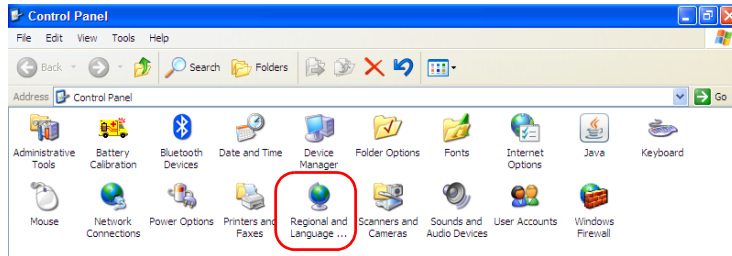 Control Panel
File Edit View Tools Help
Back Search Folders
Address Control Panel Go
Administrative Tools
Battery Calibration
Bluetooth Devices
Date and Time
Device Manager
Folder Options
Fonts
Internet Options
Java
Keyboard
Mouse
Network Connections
Power Options
Printers and Faxes
Regional and Language ...
Scanners and Cameras
Sounds and Audio Devices
User Accounts
Windows Firewall